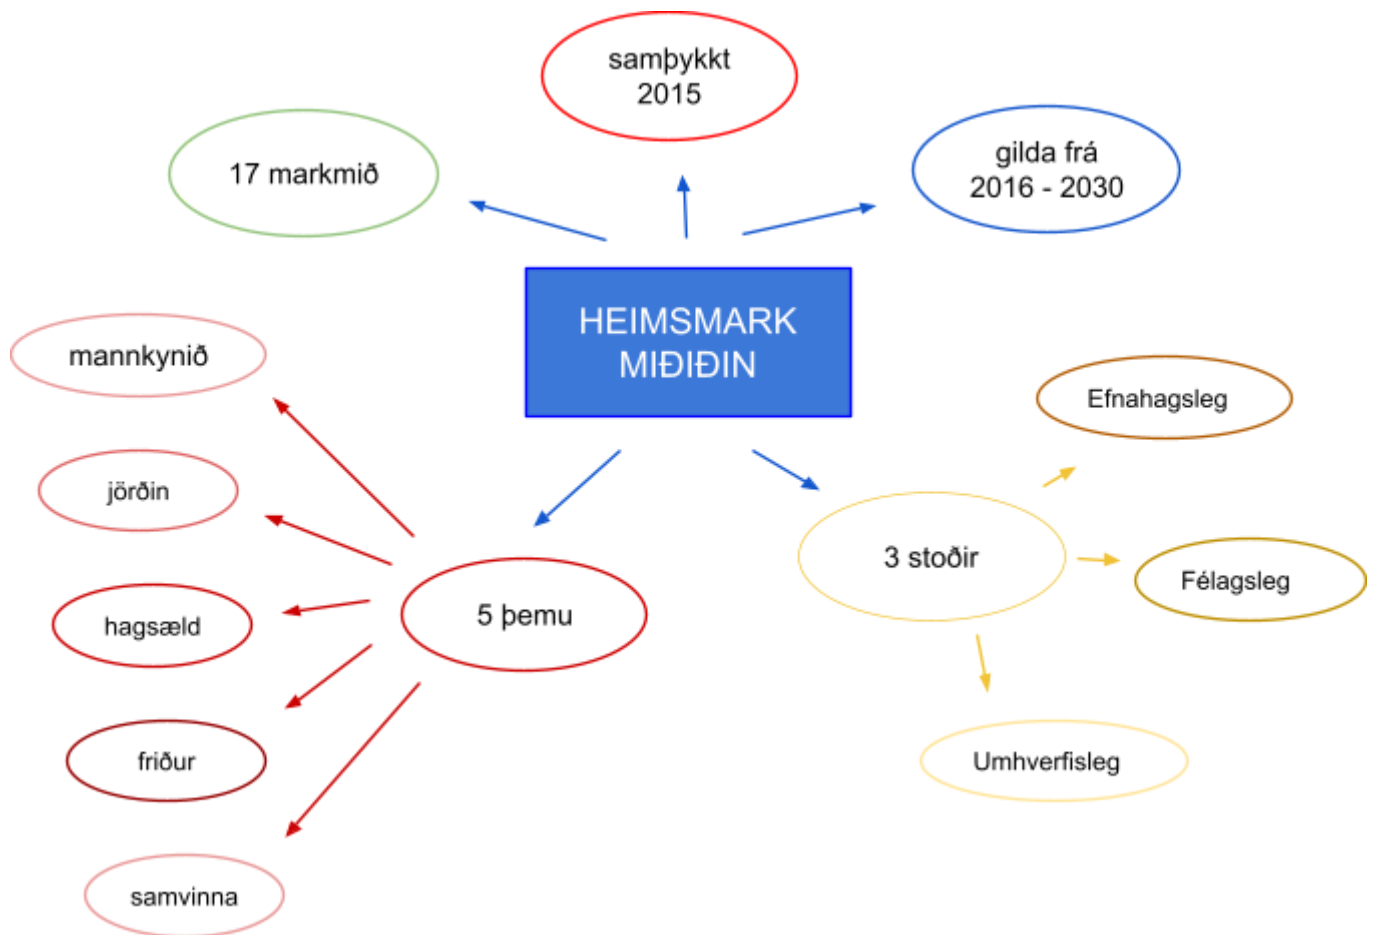 samþykkt
2015
17 markmið
gilda frá
2016 - 2030
HEIMSMARK
MIÐIÐIN
mannkynið
jörðin
hagsæld
friður
samvinna
5 þemu
3 stoðir
Efnahagsleg
Félagsleg
Umhverfisleg